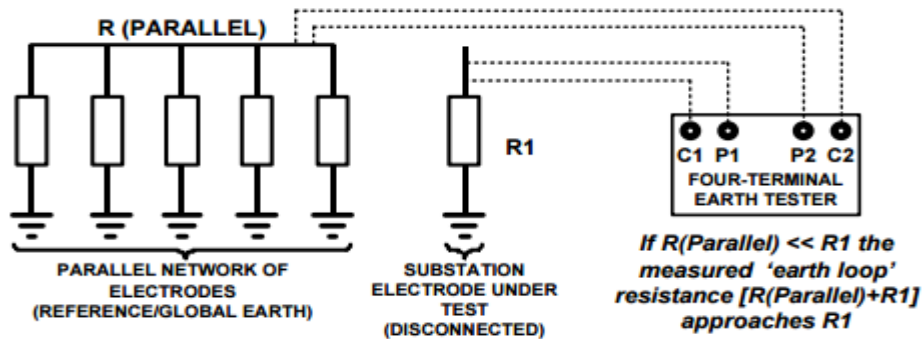 R (PARALLEL)
R1
C1 P1 P2 C2
FOUR-TERMINAL
EARTH TESTER
PARALLEL NETWORK OF
ELECTRODES
(REFERENCE/GLOBAL EARTH)
SUBSTATION
ELECTRODE UNDER
TEST
(DISCONNECTED)
If R(Parallel) << R1 the
measured ‘earth loop’
resistance [R(Parallel)+R1]
approaches R1